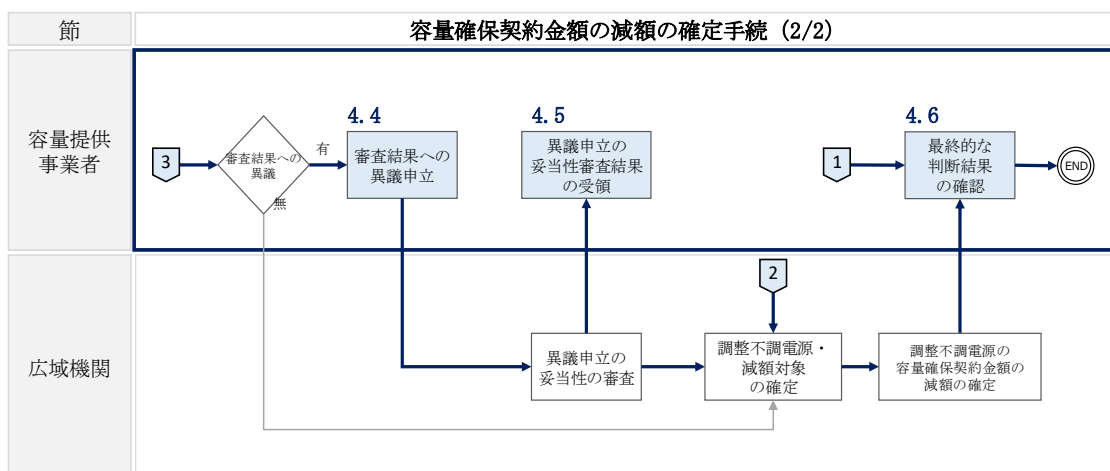 節
容量確保契約金額の減額の確定手続 (2/2)
容量提供
事業者
3
審査結果への
異議
有
無
4.4
審査結果への
異議申立
4.5
異議申立の
妥当性審査結果
の受領
1
4.6
最終的な
判断結果
の確認
END
広域機関
異議申立の
妥当性の審査
2
調整不調電源・
減額対象
の確定
調整不調電源の
容量確保契約金額の
減額の確定